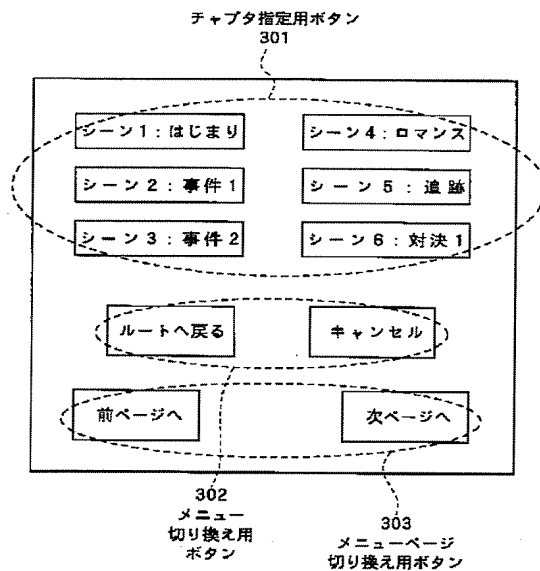 チャプタ指定用ボタン
301
シーン1:はじまり
シーン4:ロマンス
シーン2:事件1
シーン5:追跡
シーン3:事件2
シーン6:対決1
ルートへ戻る
キャンセル
前ページへ
次ページへ
302
メニュー
切り換え用
ボタン
303
メニューページ
切り換え用ボタン